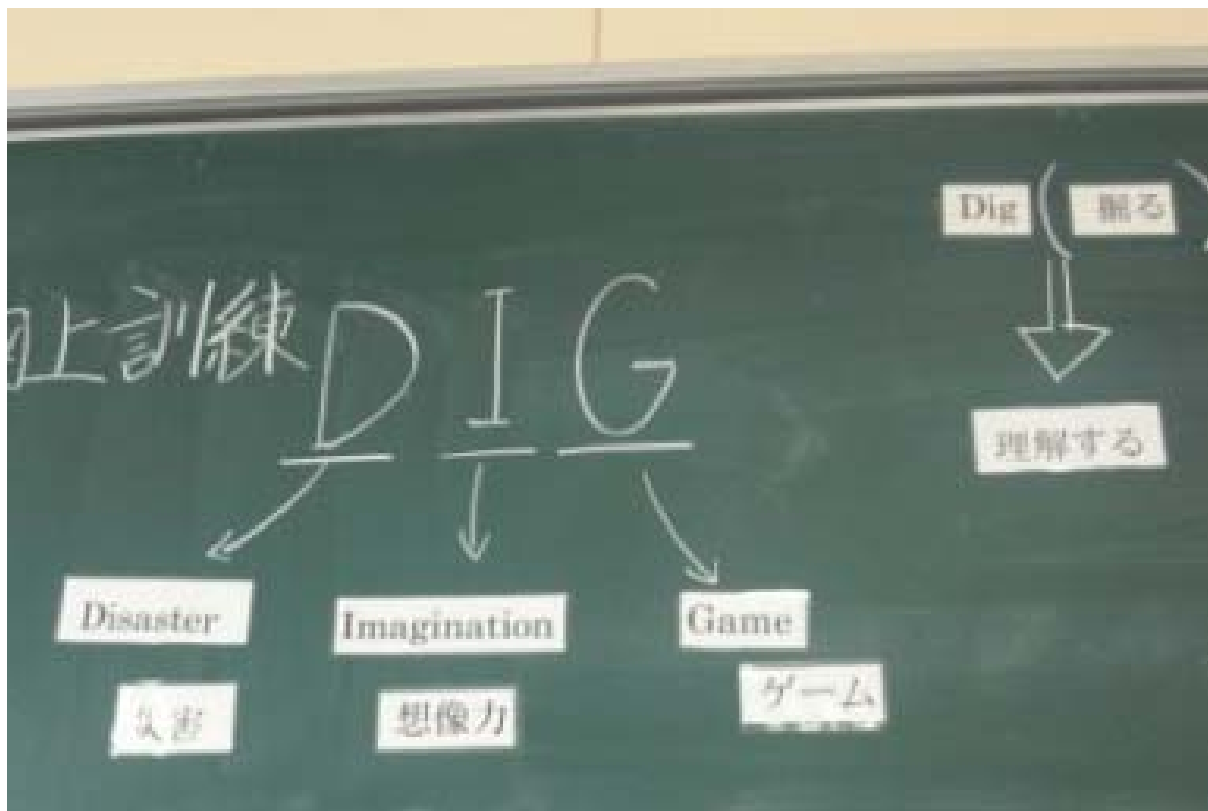 Dig ( 掘る )
理解する
図上訓練 D I G
Disaster Imagination Game
災害 想像力 ゲーム